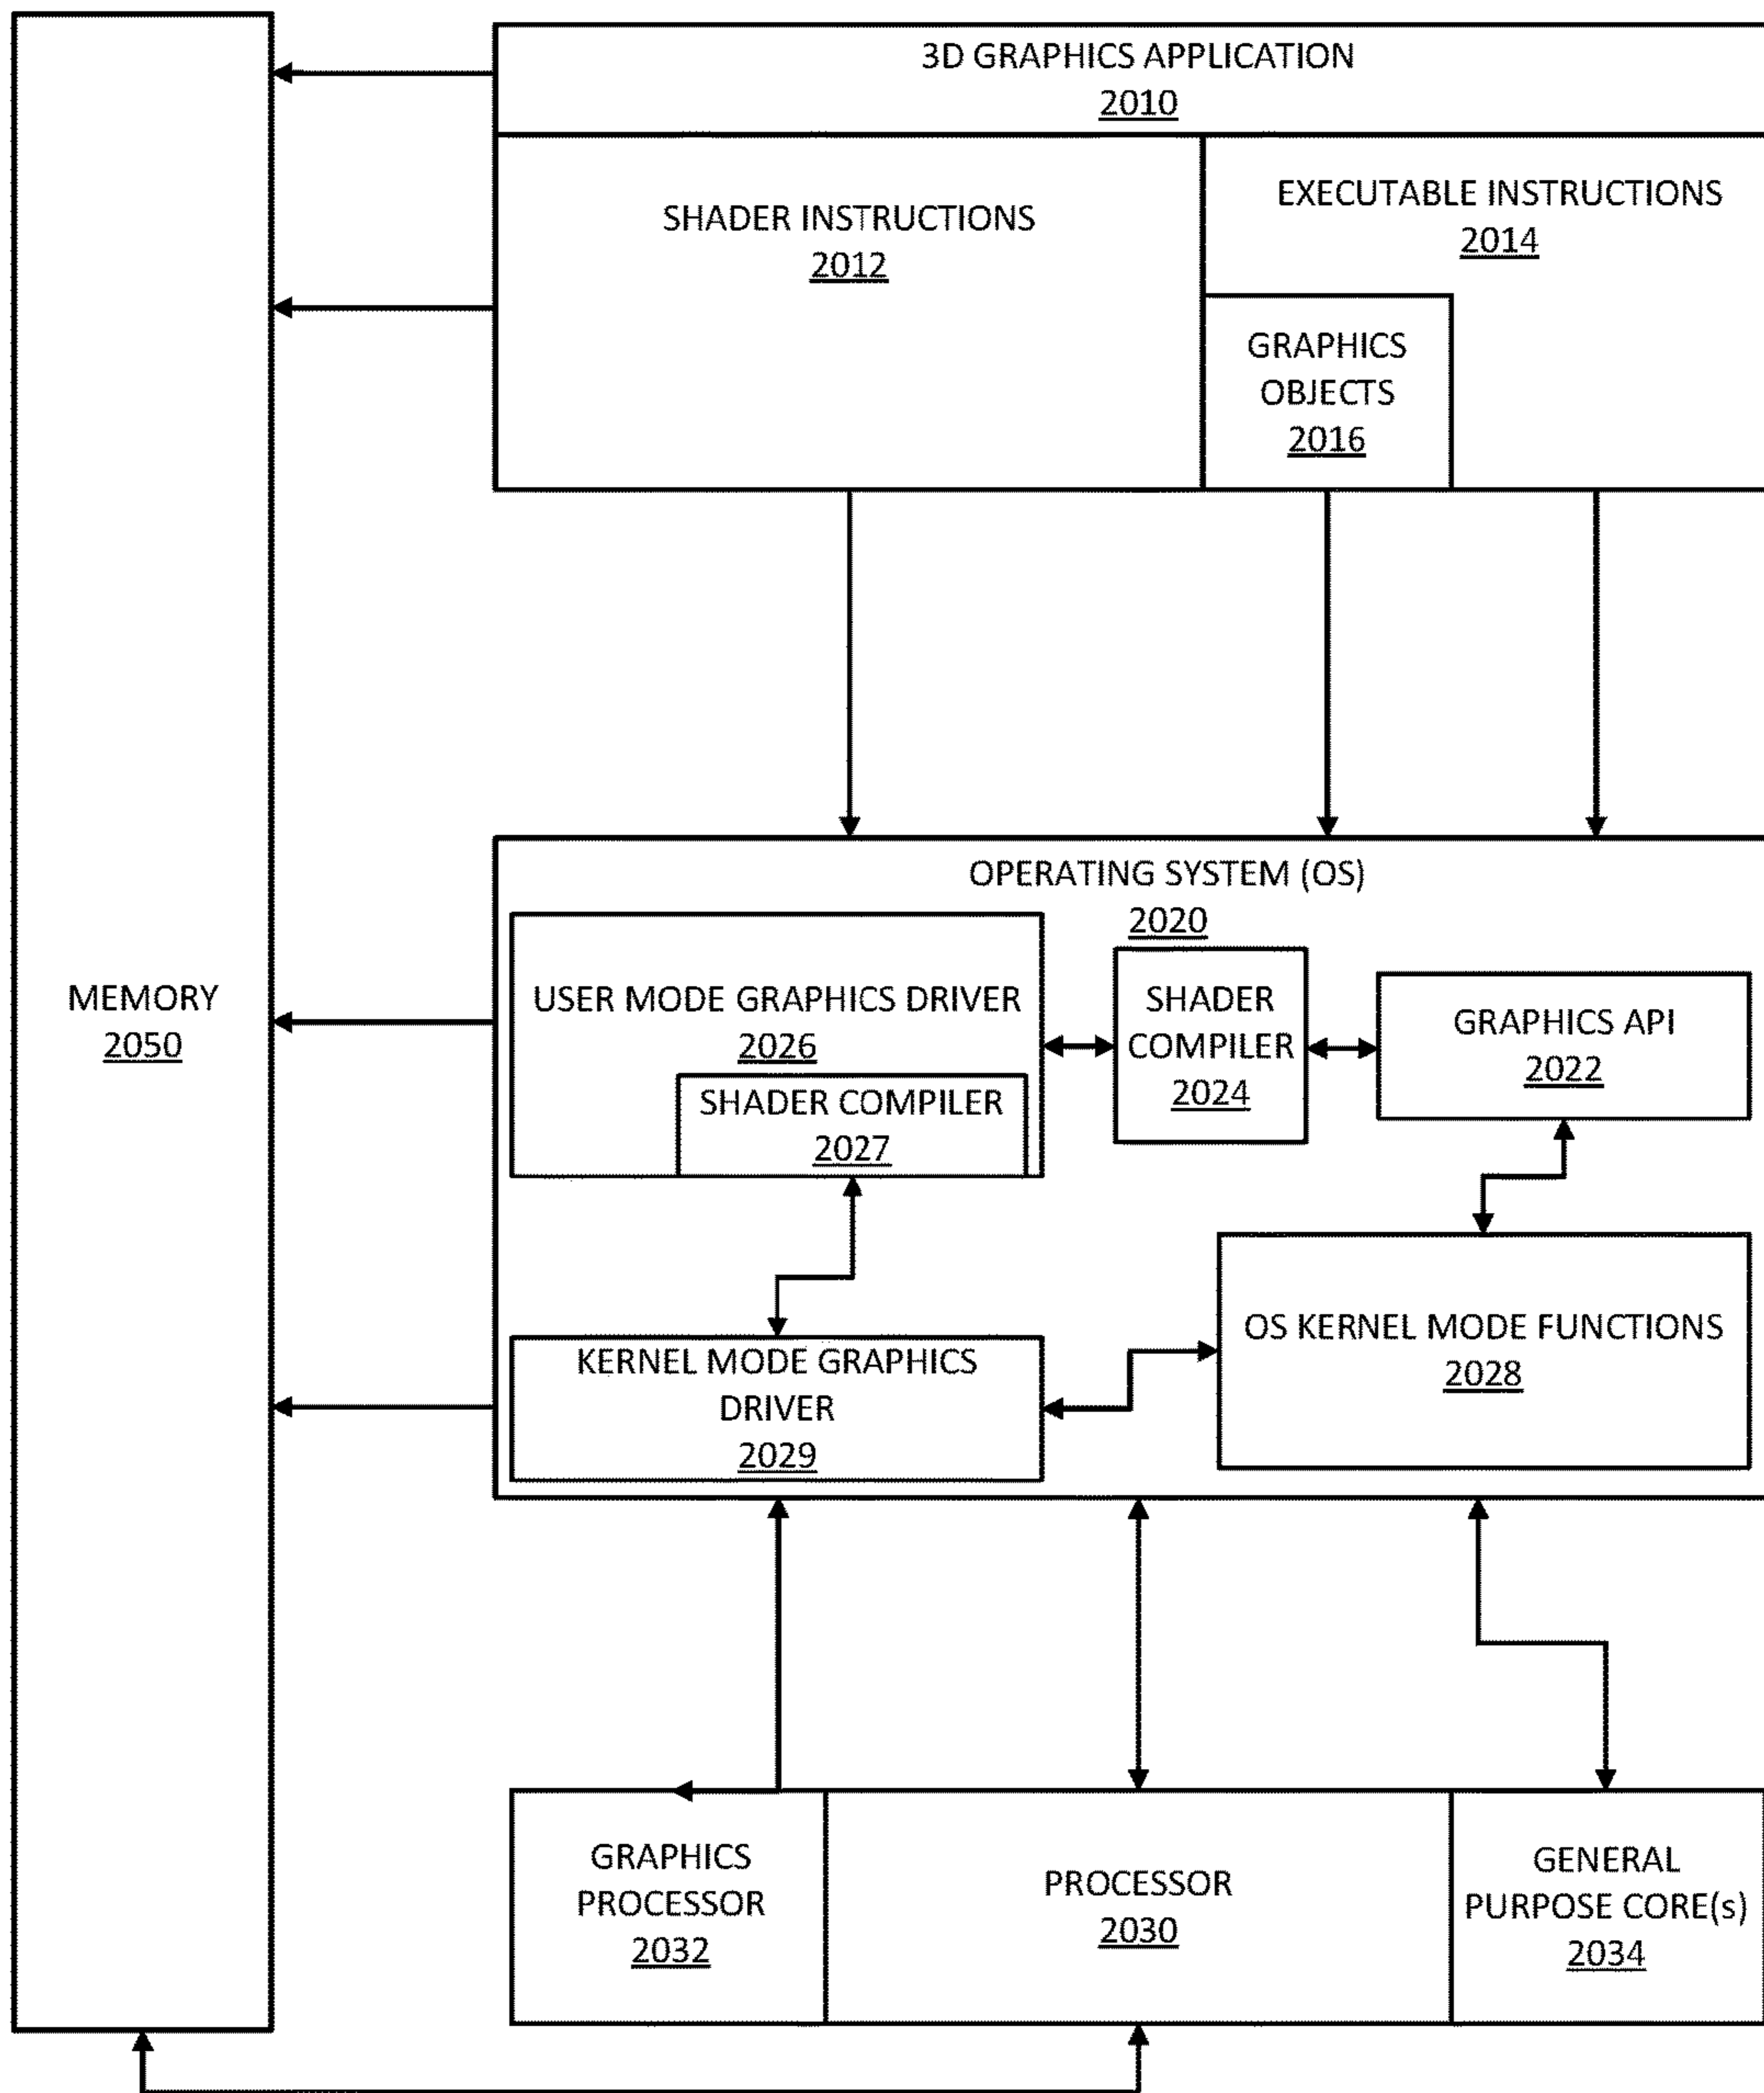 3D GRAPHICS APPLICATION
2010
SHADER INSTRUCTIONS
2012
EXECUTABLE INSTRUCTIONS
2014
GRAPHICS
OBJECTS
2016
MEMORY
2050
OPERATING SYSTEM (OS)
2020
USER MODE GRAPHICS DRIVER
2026
SHADER COMPILER
2027
SHADER
COMPILER
2024
GRAPHICS API
2022
KERNEL MODE GRAPHICS
DRIVER
2029
OS KERNEL MODE FUNCTIONS
2028
GRAPHICS
PROCESSOR
2032
PROCESSOR
2030
GENERAL
PURPOSE CORE(s)
2034